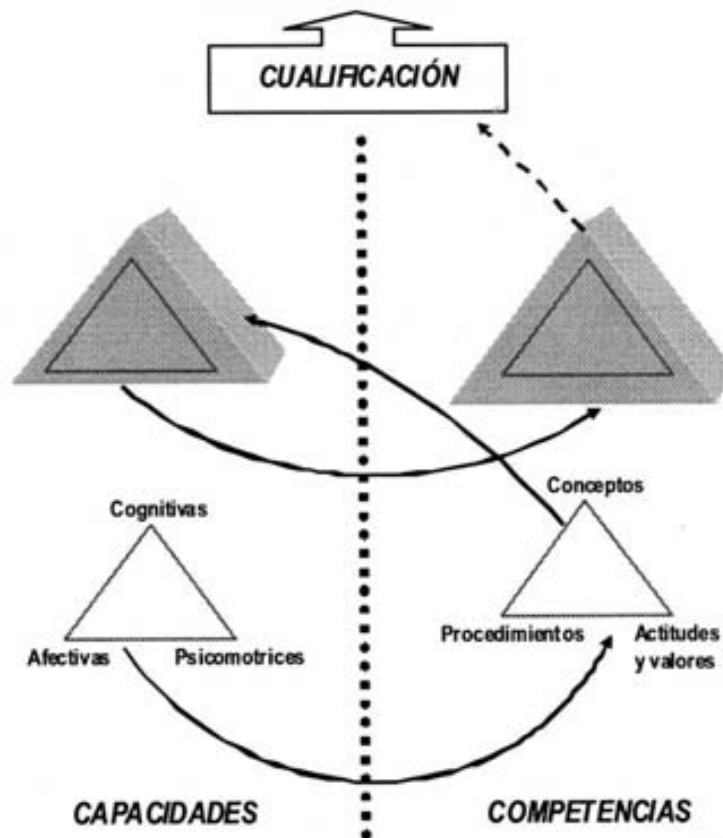 CUALIFICACIÓN
Conceptos
Cognitivas
Procedimientos
Actitudes
y valores
Afectivas
Psicomotrices
CAPACIDADES
COMPETENCIAS